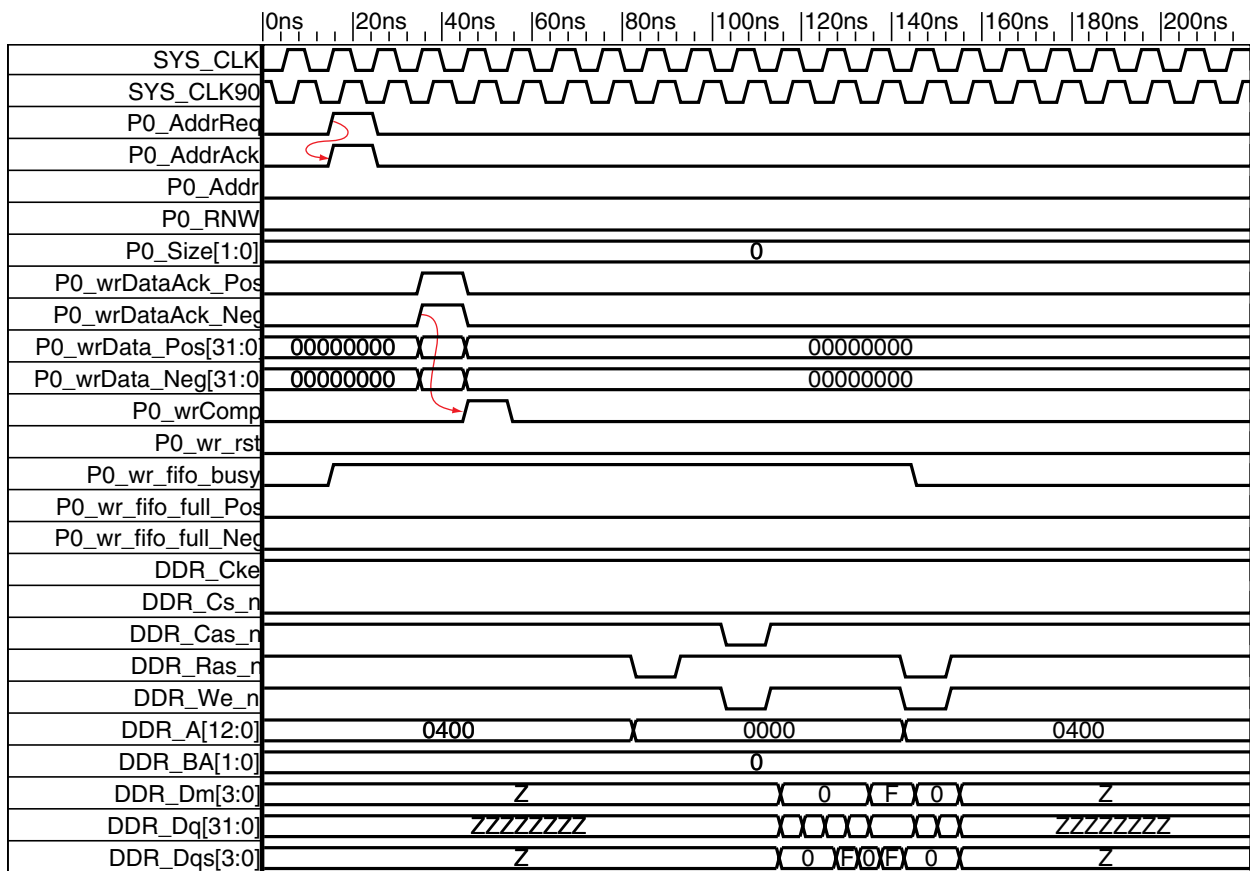 0ns 20ns 40ns 60ns 80ns 100ns 120ns 140ns 160ns 180ns 200ns
SYS_CLK
SYS_CLK90
P0_AddrReq
P0_AddrAck
P0_Addr
P0_RNW
P0_Size[1:0] 0
P0_wrDataAck_Pos
P0_wrDataAck_Neg
P0_wrData_Pos[31:0] 00000000 00000000
P0_wrData_Neg[31:0 00000000 00000000
P0_wrComp
P0_wr_rst
P0_wr_fifo_busy
P0_wr_fifo_full_Pos
P0_wr_fifo_full_Neg
DDR_Cke
DDR_Cs_n
DDR_Cas_n
DDR_Ras_n
DDR_We_n
DDR_A[12:0] 0400 0000 0400
DDR_BA[1:0] 0
DDR_Dm[3:0] Z 0 F 0 Z
DDR_Dq[31:0] ZZZZZZZZ ZZZZZZZZ
DDR_Dqs[3:0] Z 0 F 0 F 0 Z